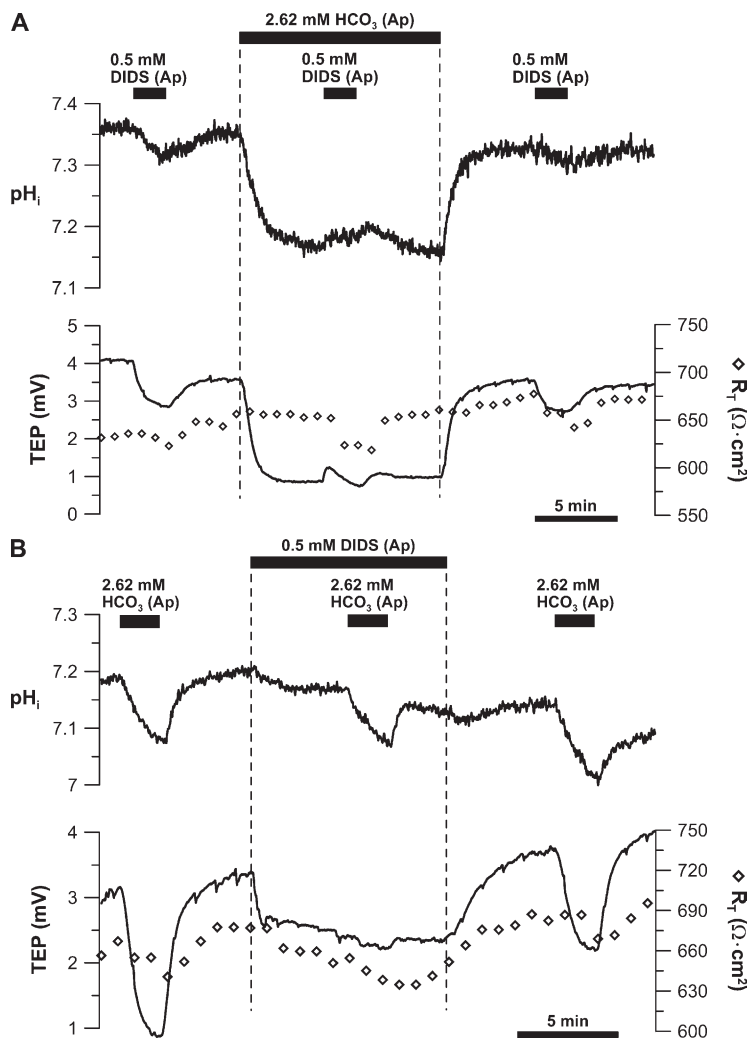 A
2.62 mM HCO3 (Ap)
0.5 mM
DIDS (Ap)
0.5 mM
DIDS (Ap)
0.5 mM
DIDS (Ap)
7.4
7.3
7.2
7.1
pHi
5
4
3
2
1
0
TEP (mV)
750
700
650
600
550
◇ RT (Ω·cm2)
5 min
B
0.5 mM DIDS (Ap)
2.62 mM
HCO3 (Ap)
2.62 mM
HCO3 (Ap)
2.62 mM
HCO3 (Ap)
7.3
7.2
7.1
7
pHi
4
3
2
1
TEP (mV)
750
720
690
660
630
600
◇ RT (Ω·cm2)
5 min